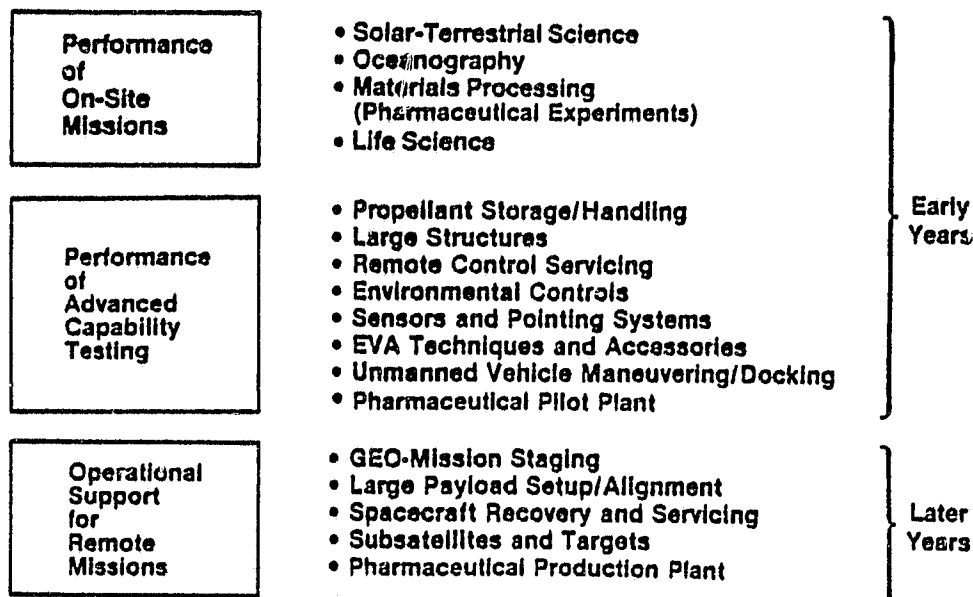 Performance
of
On-Site
Missions
• Solar-Terrestrial Science
• Oceanography
• Materials Processing
(Pharmaceutical Experiments)
• Life Science
Performance
of
Advanced
Capability
Testing
• Propellant Storage/Handling
• Large Structures
• Remote Control Servicing
• Environmental Controls
• Sensors and Pointing Systems
• EVA Techniques and Accessories
• Unmanned Vehicle Maneuvering/Docking
• Pharmaceutical Pilot Plant
Early
Years
Operational
Support
for
Remote
Missions
• GEO-Mission Staging
• Large Payload Setup/Alignment
• Spacecraft Recovery and Servicing
• Subsatellites and Targets
• Pharmaceutical Production Plant
Later
Years